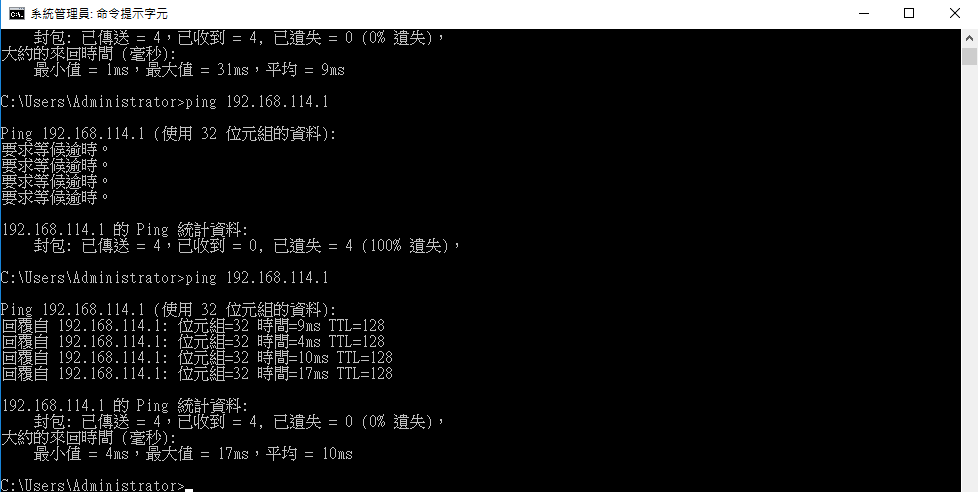 系統管理員: 命令提示字元
封包: 已傳送 = 4，已收到 = 4, 已遺失 = 0 (0% 遺失)，
大約的來回時間 (毫秒):
最小值 = 1ms，最大值 = 31ms，平均 = 9ms
C:\Users\Administrator>ping 192.168.114.1
Ping 192.168.114.1 (使用 32 位元組的資料):
要求等候逾時。
要求等候逾時。
要求等候逾時。
要求等候逾時。
192.168.114.1 的 Ping 統計資料:
封包: 已傳送 = 4，已收到 = 0, 已遺失 = 4 (100% 遺失)，
C:\Users\Administrator>ping 192.168.114.1
Ping 192.168.114.1 (使用 32 位元組的資料):
回覆自 192.168.114.1: 位元組=32 時間=9ms TTL=128
回覆自 192.168.114.1: 位元組=32 時間=4ms TTL=128
回覆自 192.168.114.1: 位元組=32 時間=10ms TTL=128
回覆自 192.168.114.1: 位元組=32 時間=17ms TTL=128
192.168.114.1 的 Ping 統計資料:
封包: 已傳送 = 4，已收到 = 4, 已遺失 = 0 (0% 遺失)，
大約的來回時間 (毫秒):
最小值 = 4ms，最大值 = 17ms，平均 = 10ms
C:\Users\Administrator>